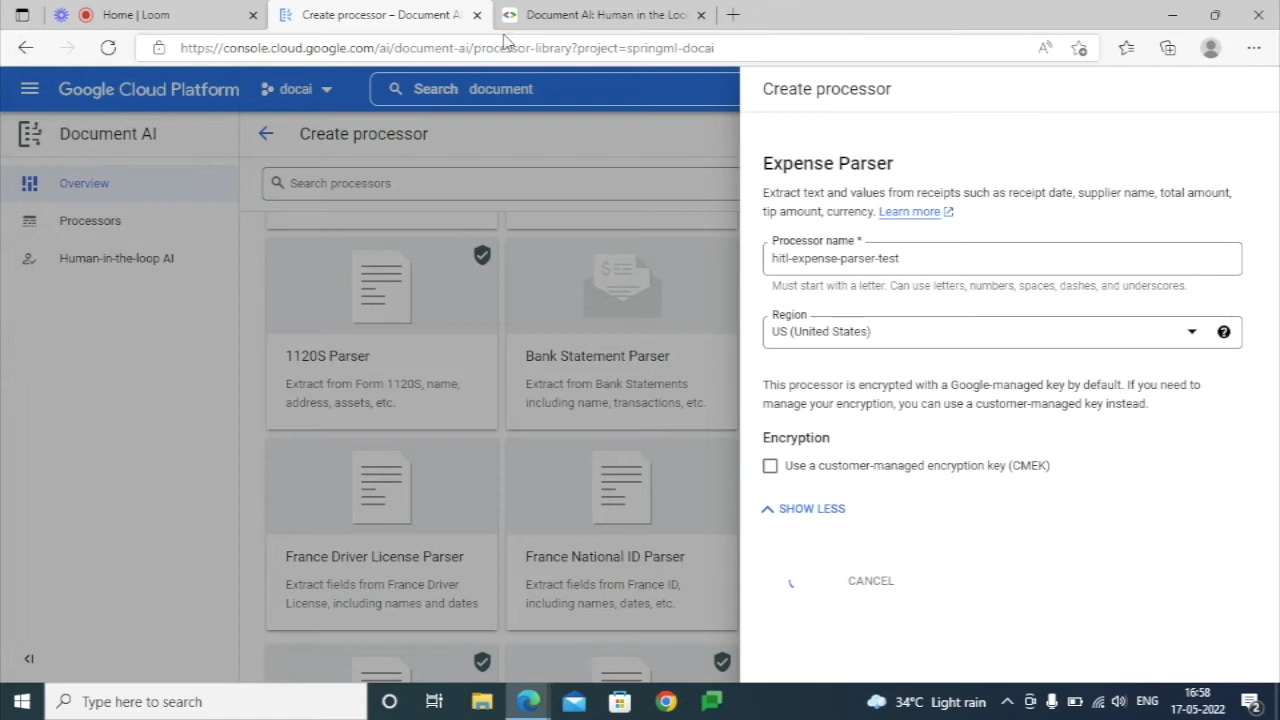 Home | Loom
Create processor – Document AI
Document AI: Human in the Loo
https://console.cloud.google.com/ai/document-ai/processor-library?project=springml-docai
Google Cloud Platform
docai
Search document
Document AI
Overview
Processors
Human-in-the-loop AI
Create processor
Search processors
1120S Parser
Extract from Form 1120S, name,
address, assets, etc.
Bank Statement Parser
Extract from Bank Statements
including name, transactions, etc.
France Driver License Parser
Extract fields from France Driver
License, including names and dates
France National ID Parser
Extract fields from France ID,
including names, dates, etc.
Create processor
Expense Parser
Extract text and values from receipts such as receipt date, supplier name, total amount,
tip amount, currency. Learn more
Processor name *
hitl-expense-parser-test
Must start with a letter. Can use letters, numbers, spaces, dashes, and underscores.
Region
US (United States)
This processor is encrypted with a Google-managed key by default. If you need to
manage your encryption, you can use a customer-managed key instead.
Encryption
Use a customer-managed encryption key (CMEK)
SHOW LESS
CANCEL
Type here to search
34°C Light rain
ENG
16:58
17-05-2022
2